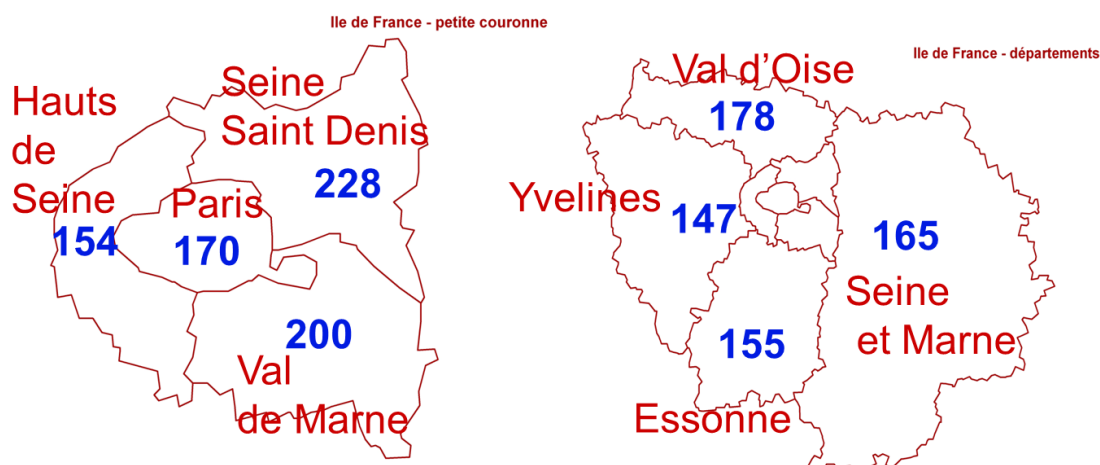 Ile de France - petite couronne
Hauts
de
Seine
154
Seine
Saint Denis
228
Paris
170
200
Val
de Marne
Ile de France - départements
Val d’Oise
178
Yvelines
147
165
Seine
et Marne
155
Essonne